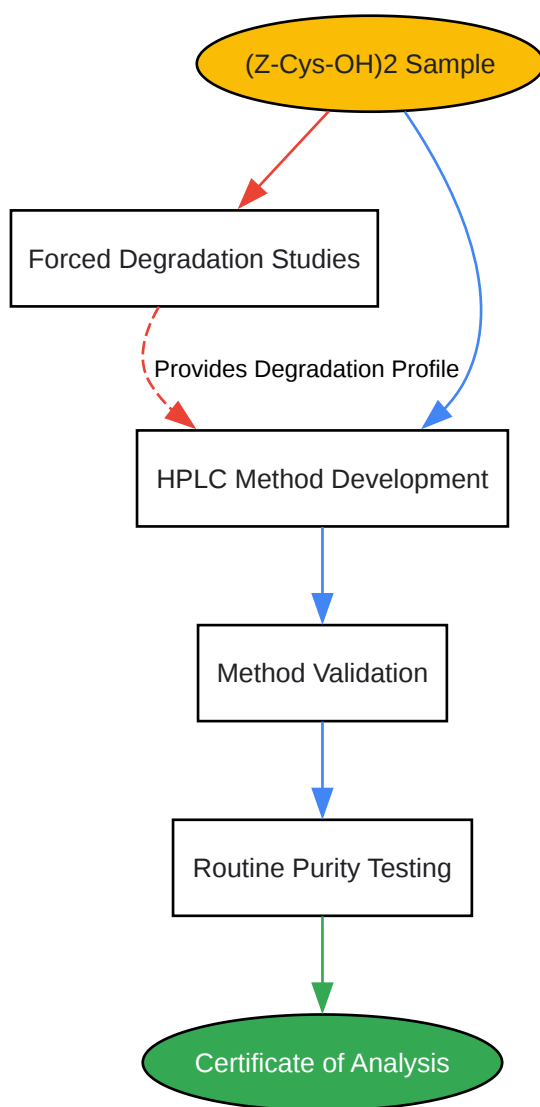 (Z-Cys-OH)2 Sample
Forced Degradation Studies
Provides Degradation Profile
HPLC Method Development
Method Validation
Routine Purity Testing
Certificate of Analysis